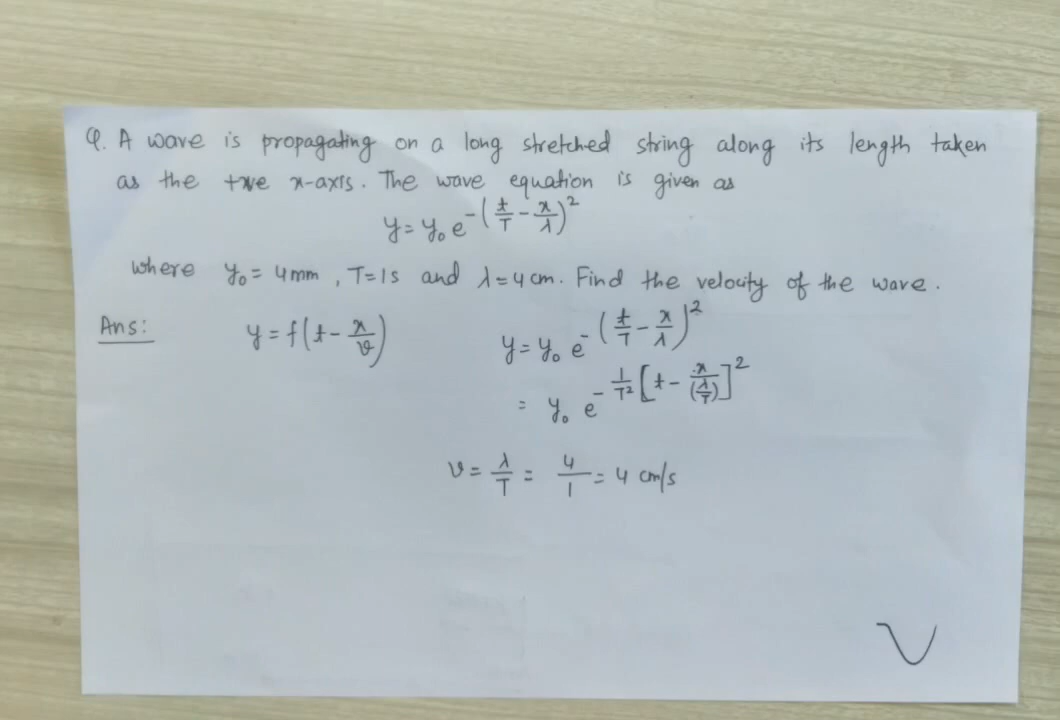 Q. A wave is propagating on a long stretched string along its length taken
as the +ve x-axis. The wave equation is given as
y = y₀ e^-(t/T - x/λ)²
where y₀ = 4mm, T=1s and λ=4cm. Find the velocity of the wave.
Ans: y = f(t - x/v) y = y₀ e^-(t/T - x/λ)²
= y₀ e^-1/T² [t - x/(λ/T)]²
v = λ/T = 4/1 = 4 cm/s